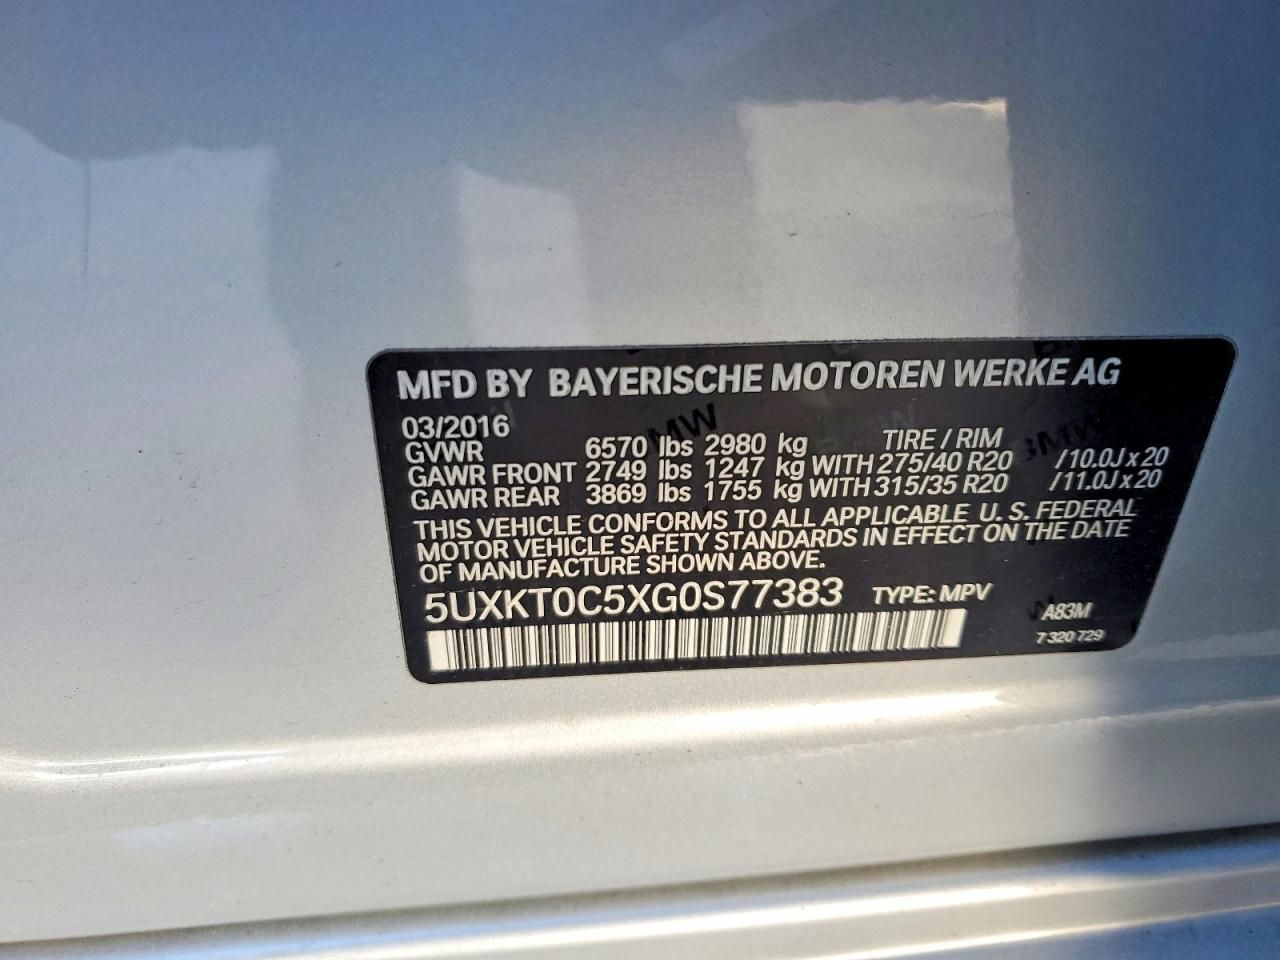 MFD BY BAYERISCHE MOTOREN WERKE AG
03/2016
GVWR 6570 lbs 2980 kg TIRE / RIM
GAWR FRONT 2749 lbs 1247 kg WITH 275/40 R20 /10.0J x 20
GAWR REAR 3869 lbs 1755 kg WITH 315/35 R20 /11.0J x 20
THIS VEHICLE CONFORMS TO ALL APPLICABLE U. S. FEDERAL
MOTOR VEHICLE SAFETY STANDARDS IN EFFECT ON THE DATE
OF MANUFACTURE SHOWN ABOVE.
5UXKT0C5XG0S77383 TYPE: MPV
A83M
7 320 729